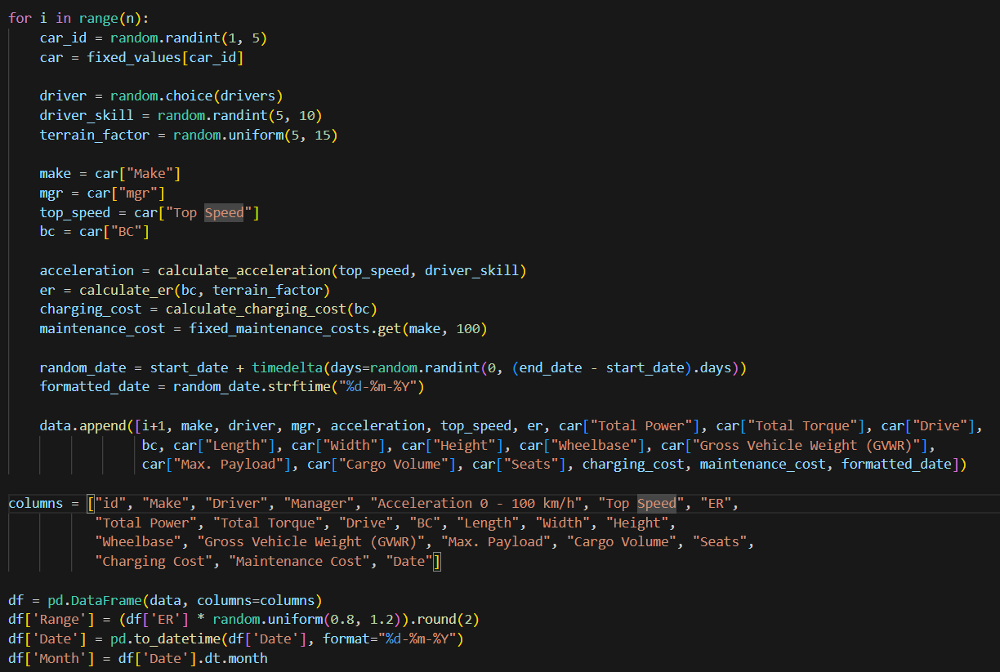 for i in range(n):
    car_id = random.randint(1, 5)
    car = fixed_values[car_id]

    driver = random.choice(drivers)
    driver_skill = random.randint(5, 10)
    terrain_factor = random.uniform(5, 15)

    make = car["Make"]
    mgr = car["mgr"]
    top_speed = car["Top Speed"]
    bc = car["BC"]

    acceleration = calculate_acceleration(top_speed, driver_skill)
    er = calculate_er(bc, terrain_factor)
    charging_cost = calculate_charging_cost(bc)
    maintenance_cost = fixed_maintenance_costs.get(make, 100)

    random_date = start_date + timedelta(days=random.randint(0, (end_date - start_date).days))
    formatted_date = random_date.strftime("%d-%m-%Y")

    data.append([i+1, make, driver, mgr, acceleration, top_speed, er, car["Total Power"], car["Total Torque"], car["Drive"],
                 bc, car["Length"], car["Width"], car["Height"], car["Wheelbase"], car["Gross Vehicle Weight (GVWR)"],
                 car["Max. Payload"], car["Cargo Volume"], car["Seats"], charging_cost, maintenance_cost, formatted_date])

columns = ["id", "Make", "Driver", "Manager", "Acceleration 0 - 100 km/h", "Top Speed", "ER",
           "Total Power", "Total Torque", "Drive", "BC", "Length", "Width", "Height",
           "Wheelbase", "Gross Vehicle Weight (GVWR)", "Max. Payload", "Cargo Volume", "Seats",
           "Charging Cost", "Maintenance Cost", "Date"]

df = pd.DataFrame(data, columns=columns)
df['Range'] = (df['ER'] * random.uniform(0.8, 1.2)).round(2)
df['Date'] = pd.to_datetime(df['Date'], format="%d-%m-%Y")
df['Month'] = df['Date'].dt.month